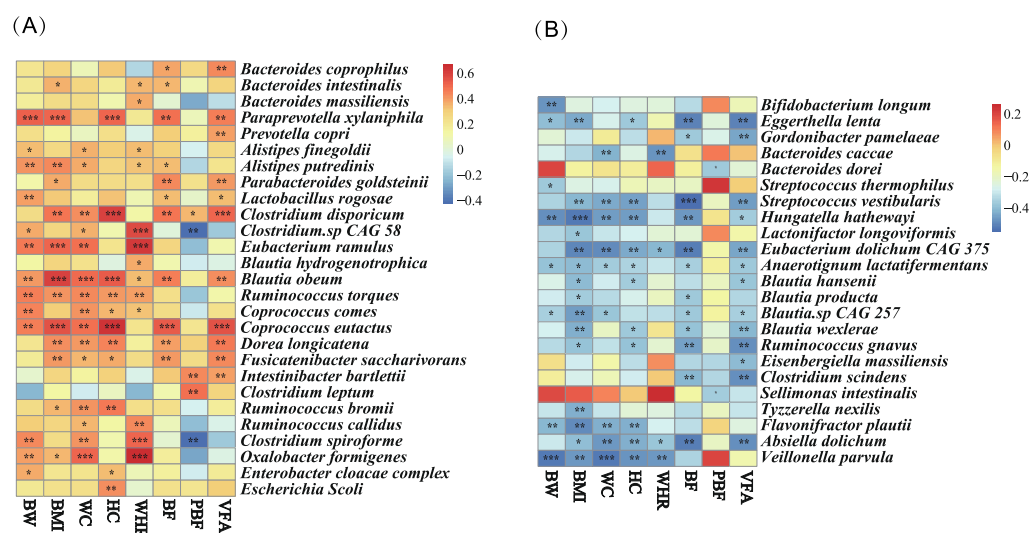 (A)
(B)
Bacteroides coprophilus
Bacteroides intestinalis
Bacteroides massiliensis
Paraprevotella xylaniphila
Prevotella copri
Alistipes finegoldii
Alistipes putredinis
Parabacteroides goldsteinii
Lactobacillus rogosae
Clostridium disporicum
Clostridium.sp CAG 58
Eubacterium ramulus
Blautia hydrogenotrophica
Blautia obeum
Ruminococcus torques
Coprococcus comes
Coprococcus eutactus
Dorea longicatena
Fusicatenibacter saccharivorans
Intestinibacter bartlettii
Clostridium leptum
Ruminococcus bromii
Ruminococcus callidus
Clostridium spiroforme
Oxalobacter formigenes
Enterobacter cloacae complex
Escherichia Scoli
BW BMI WC HC WHI BF PBF VFA
0.6
0.4
0.2
0
−0.2
−0.4
Bifidobacterium longum
Eggerthella lenta
Gordonibacter pamelaeae
Bacteroides caccae
Bacteroides dorei
Streptococcus thermophilus
Streptococcus vestibularis
Hungatella hathewayi
Lactonifactor longoviformis
Eubacterium dolichum CAG 375
Anaerotignum lactatifermentans
Blautia hansenii
Blautia producta
Blautia.sp CAG 257
Blautia wexlerae
Ruminococcus gnavus
Eisenbergiella massiliensis
Clostridium scindens
Sellimonas intestinalis
Tyzzerella nexilis
Flavonifractor plautii
Absiella dolichum
Veillonella parvula
BW BMI WC HC WHR BF PBF VFA
0.2
0
−0.2
−0.4